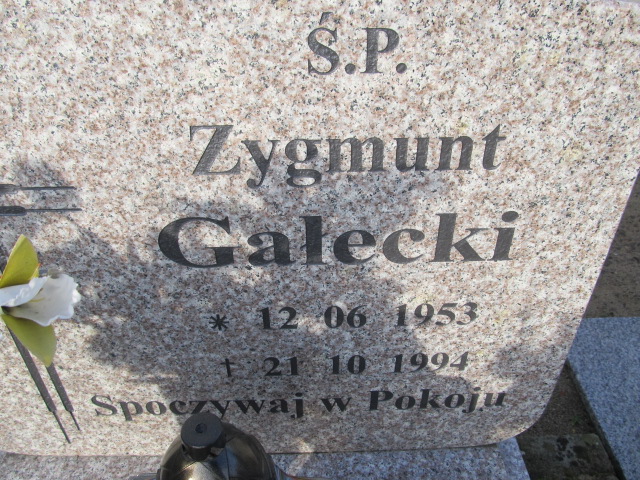 Ś.P.
Zygmunt
Gałecki
* 12 06 1953
† 21 10 1994
Spoczywaj w Pokoju